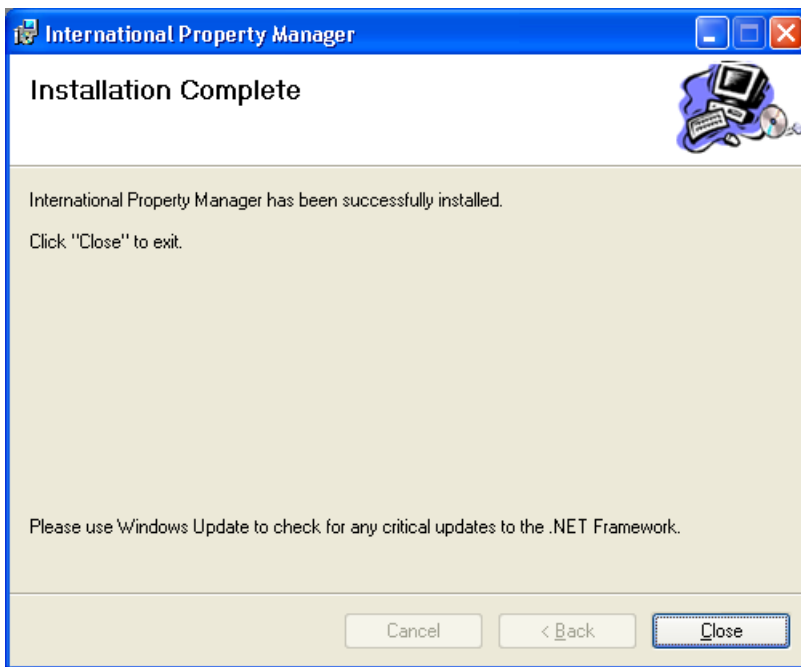 International Property Manager
Installation Complete
International Property Manager has been successfully installed.
Click "Close" to exit.
Please use Windows Update to check for any critical updates to the .NET Framework.
Cancel
< Back
Close